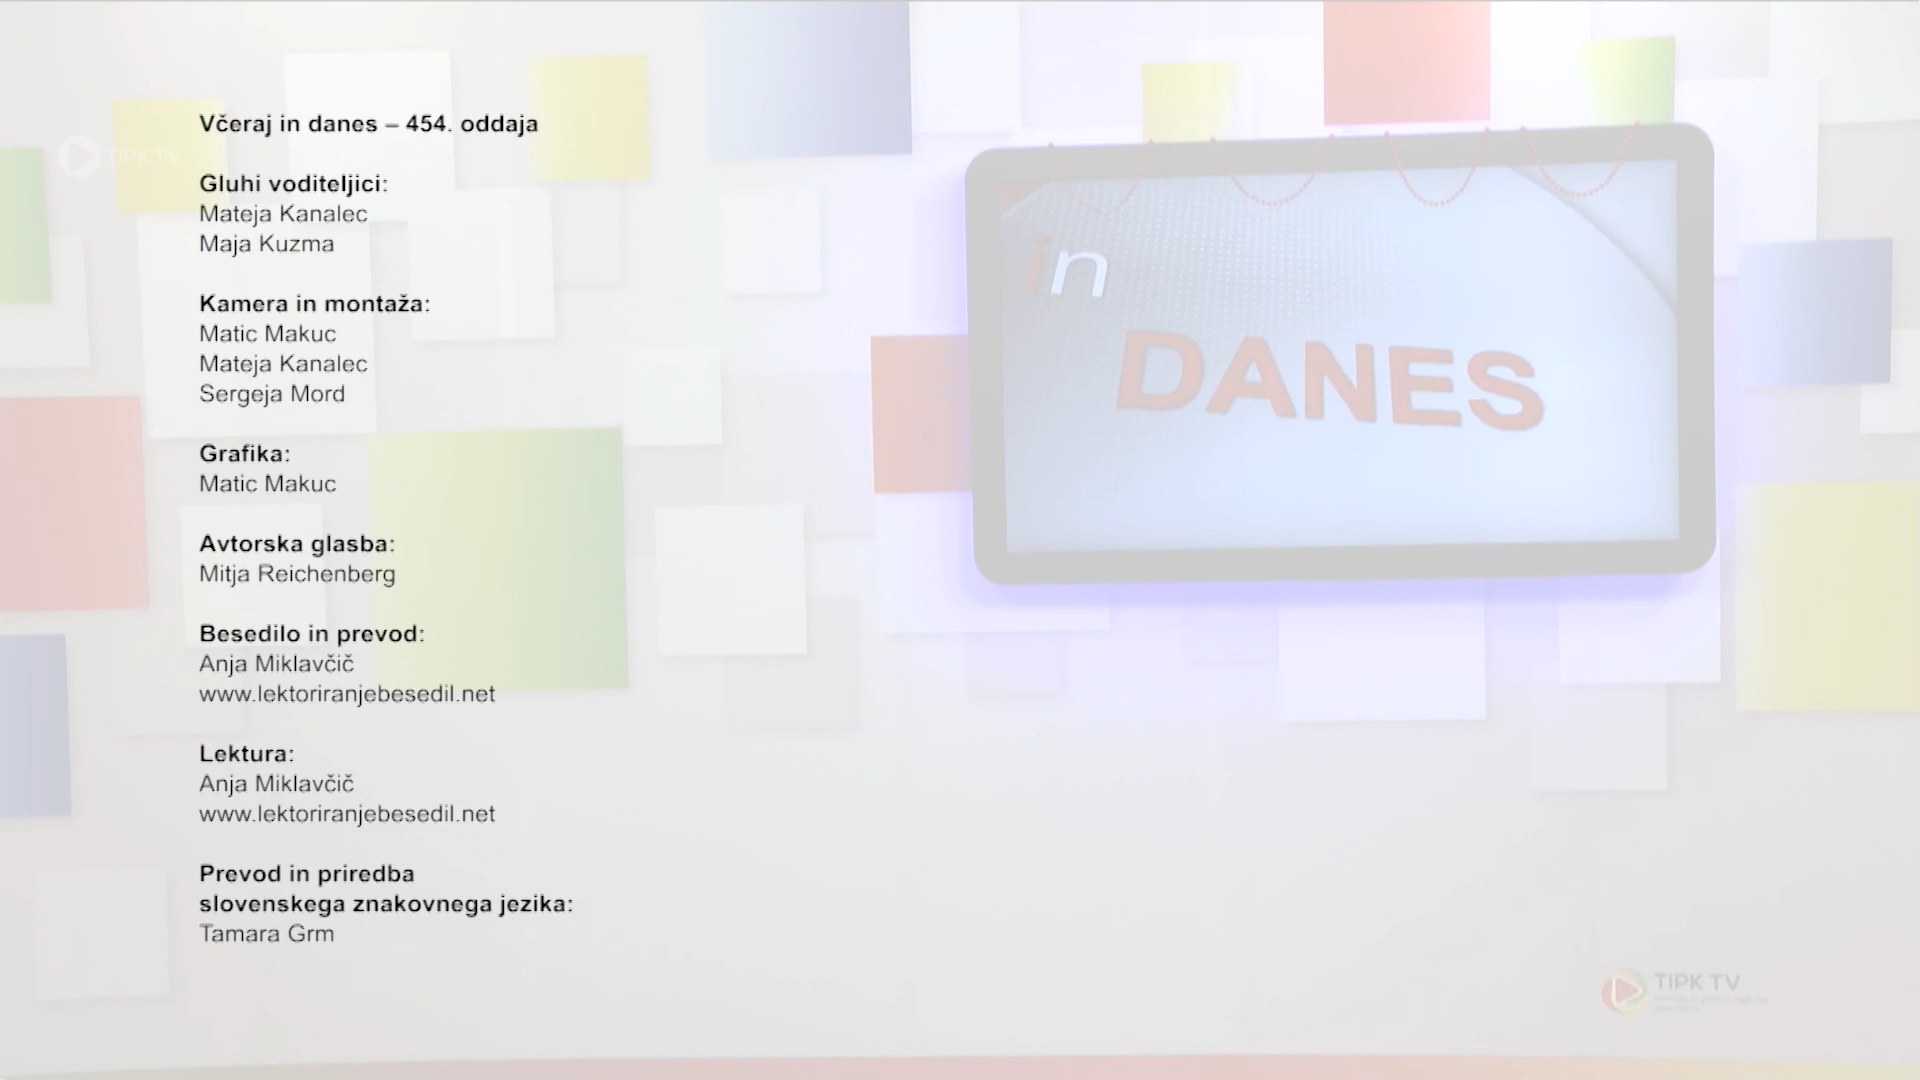 Včeraj in danes – 454. oddaja
Gluhi voditeljici:
Mateja Kanalec
Maja Kuzma
Kamera in montaža:
Matic Makuc
Mateja Kanalec
Sergeja Mord
Grafika:
Matic Makuc
Avtorska glasba:
Mitja Reichenberg
Besedilo in prevod:
Anja Miklavčič
www.lektoriranjebesedil.net
Lektura:
Anja Miklavčič
www.lektoriranjebesedil.net
Prevod in priredba
slovenskega znakovnega jezika:
Tamara Grm
TIPK TV
in
DANES
TIPK TV